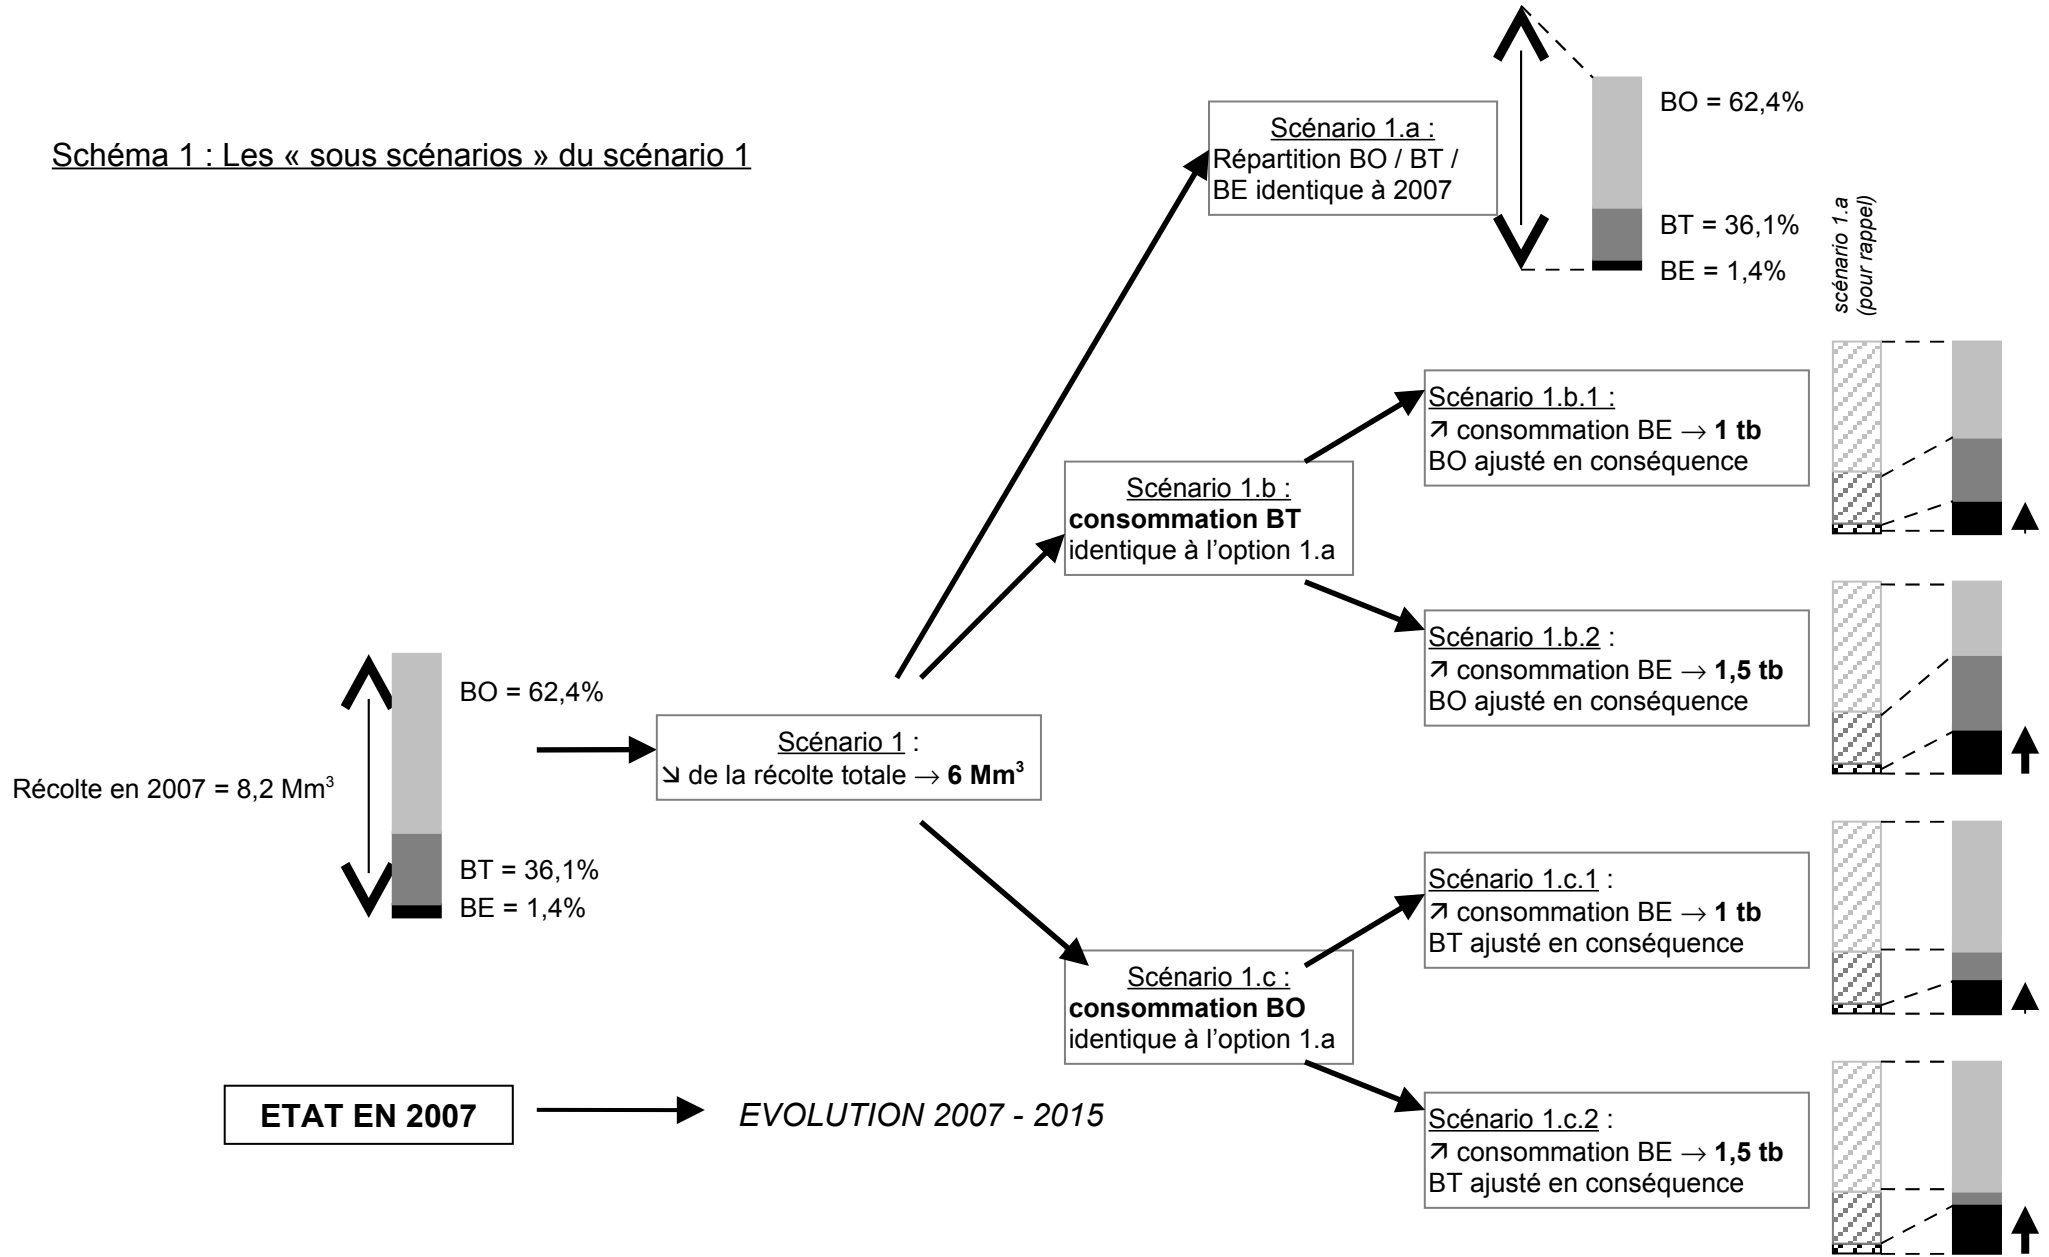 Schéma 1 : Les « sous scénarios » du scénario 1
Scénario 1.a :
Répartition BO / BT /
BE identique à 2007
BO = 62,4%
BT = 36,1%
BE = 1,4%
scénario 1.a
(pour rappel)
Scénario 1.b.1 :
↗ consommation BE → 1 tb
BO ajusté en conséquence
Scénario 1.b :
consommation BT
identique à l’option 1.a
Scénario 1.b.2 :
↗ consommation BE → 1,5 tb
BO ajusté en conséquence
Récolte en 2007 = 8,2 Mm³
BO = 62,4%
BT = 36,1%
BE = 1,4%
Scénario 1 :
↘ de la récolte totale → 6 Mm³
Scénario 1.c.1 :
↗ consommation BE → 1 tb
BT ajusté en conséquence
Scénario 1.c :
consommation BO
identique à l’option 1.a
Scénario 1.c.2 :
↗ consommation BE → 1,5 tb
BT ajusté en conséquence
ETAT EN 2007
EVOLUTION 2007 - 2015